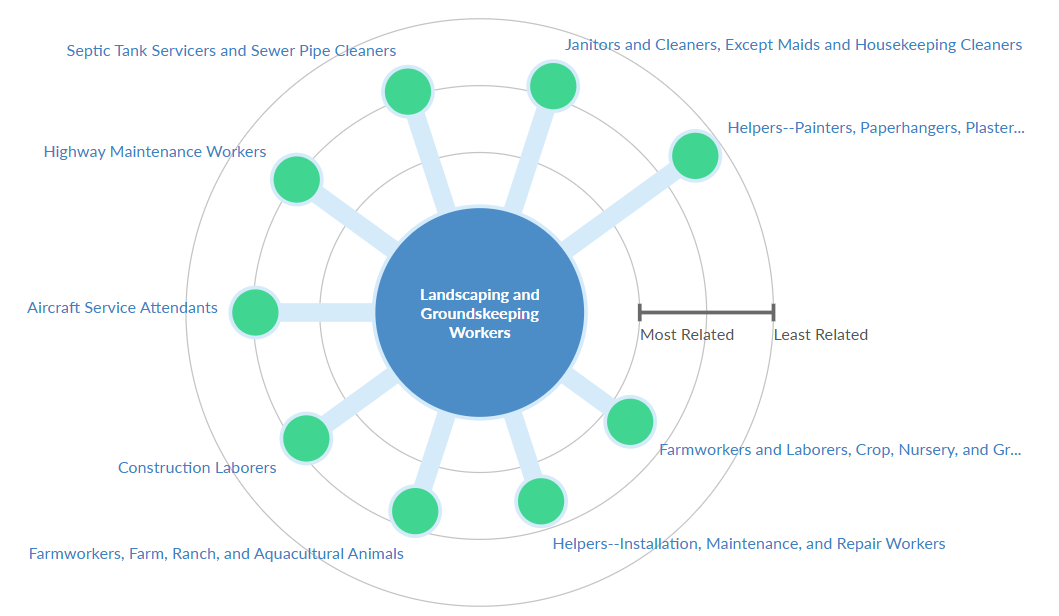 Janitors and Cleaners, Except Maids and Housekeeping Cleaners
Septic Tank Servicers and Sewer Pipe Cleaners
Helpers--Painters, Paperhangers, Plaster...
Highway Maintenance Workers
Landscaping and
Groundskeeping
Workers
Aircraft Service Attendants
Most Related
Least Related
Farmworkers and Laborers, Crop, Nursery, and Gr...
Construction Laborers
Helpers--Installation, Maintenance, and Repair Workers
Farmworkers, Farm, Ranch, and Aquacultural Animals